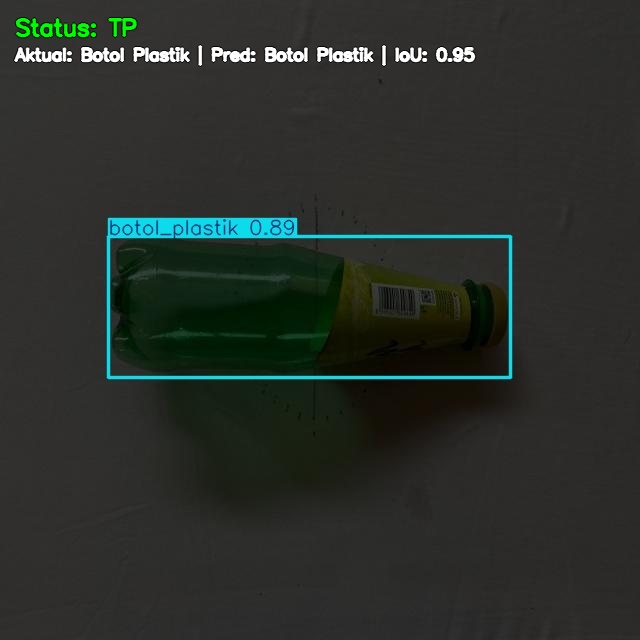 Status: TP
Aktual: Botol Plastik | Pred: Botol Plastik | IoU: 0.95
botol_plastik 0.89